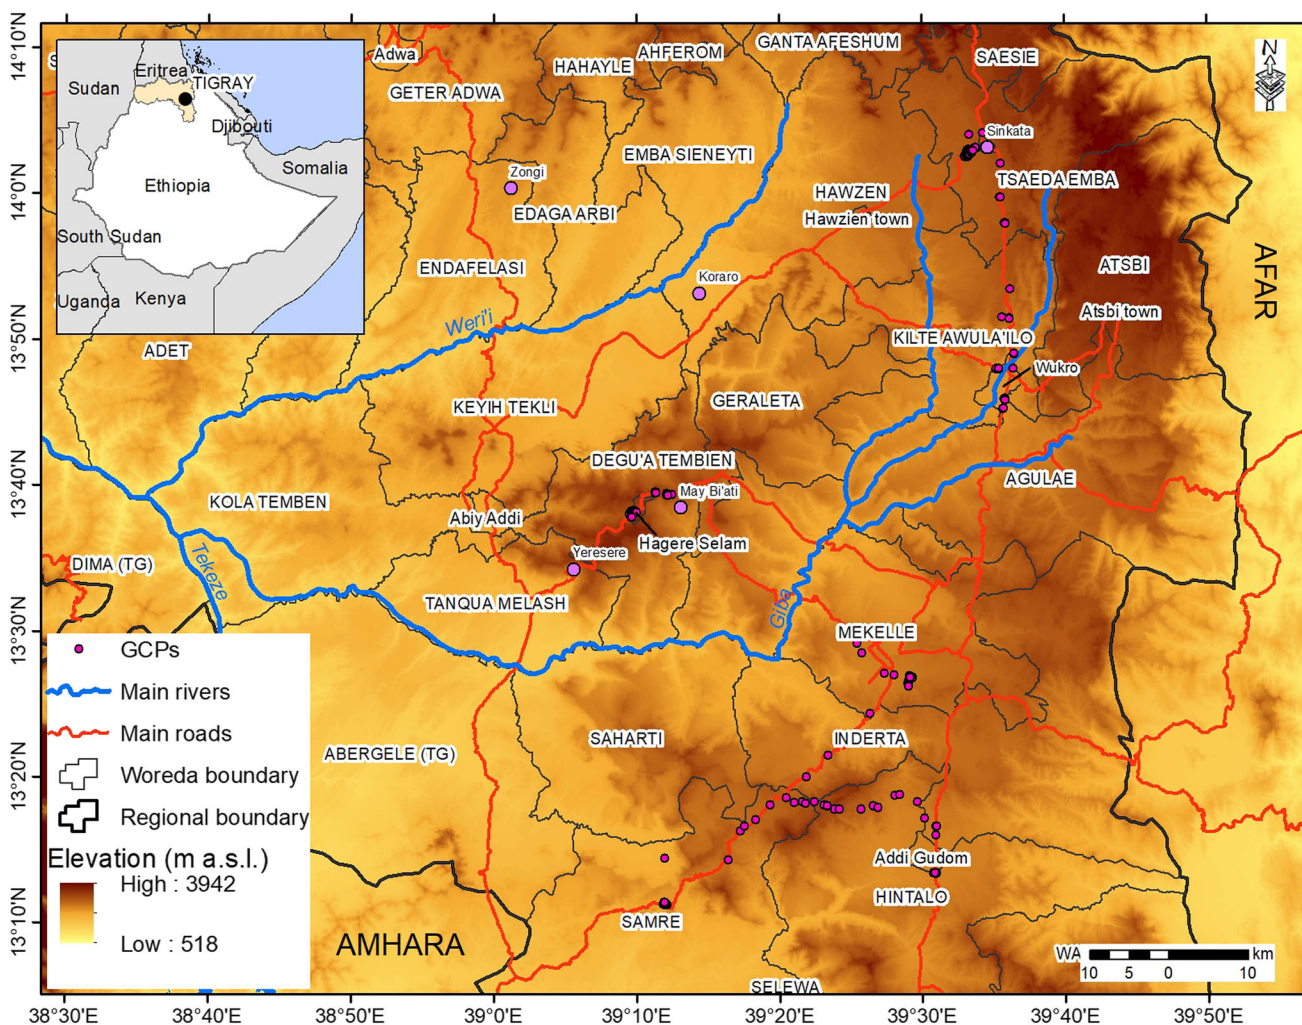 14°10'N
14°0'N
13°50'N
13°40'N
13°30'N
13°20'N
13°10'N
Sudan
Eritrea
TIGRAY
Djibouti
Somalia
Ethiopia
South Sudan
Uganda
Kenya
Adwa
GETER ADWA
HAHAYLE
AHFEROM
GANTA AFESHUM
SAESIE
N
Sinkata
EMBA SIENEYTI
Zongi
EDAGA ARBI
HAWZEN
Hawzien town
TSAEDA EMBA
ENDAFELASI
Koraro
ATSBI
AFAR
Atsbi town
Weri'i
ADET
KILTE AWULA'ILO
Wukro
KEYIH TEKLI
GERALETA
DEGU'A TEMBIEN
AGULAE
KOLA TEMBEN
May Bi'ati
Abiy Addi
Hagere Selam
Yeresere
DIMA (TG)
Tekeze
TANQUA MELASH
Giba
MEKELLE
SAHARTI
INDERTA
ABERGELE (TG)
Addi Gudom
HINTALO
SAMRE
AMHARA
SELEWA
WA
GCPs
Main rivers
Main roads
Woreda boundary
Regional boundary
Elevation (m a.s.l.)
High : 3942
Low : 518
km
10 5 0 10
38°30'E 38°40'E 38°50'E 39°0'E 39°10'E 39°20'E 39°30'E 39°40'E 39°50'E